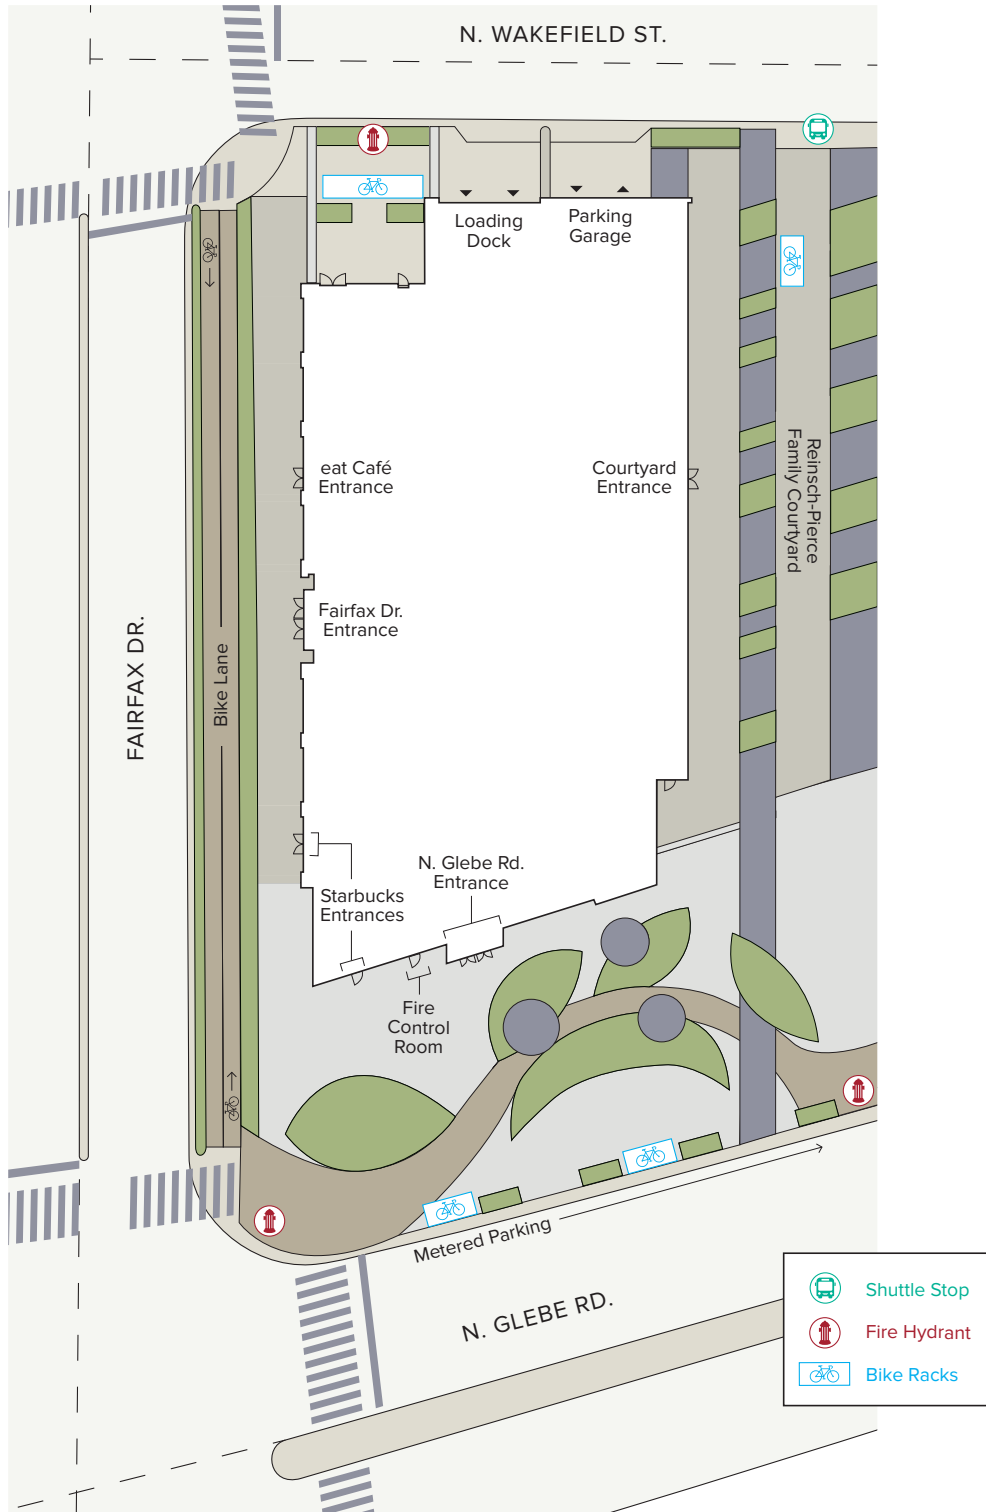 N. WAKEFIELD ST.
Loading
Dock
Parking
Garage
eat Café
Entrance
Courtyard
Entrance
Reinsch-Pierce
Family Courtyard
Fairfax Dr.
Entrance
FAIRFAX DR.
Bike Lane
N. Glebe Rd.
Entrance
Starbucks
Entrances
Fire
Control
Room
Metered Parking
N. GLEBE RD.
Shuttle Stop
Fire Hydrant
Bike Racks